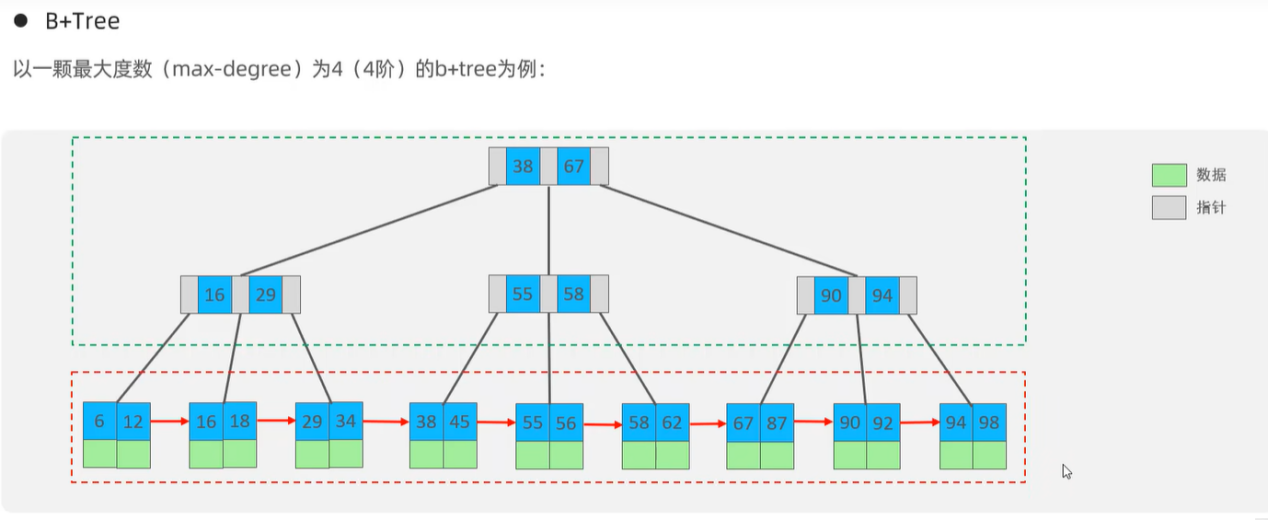 ● B+Tree
以一颗最大度数（max-degree）为4（4阶）的b+tree为例：
38 67
数据
指针
16 29 55 58 90 94
6 12 16 18 29 34 38 45 55 56 58 62 67 87 90 92 94 98